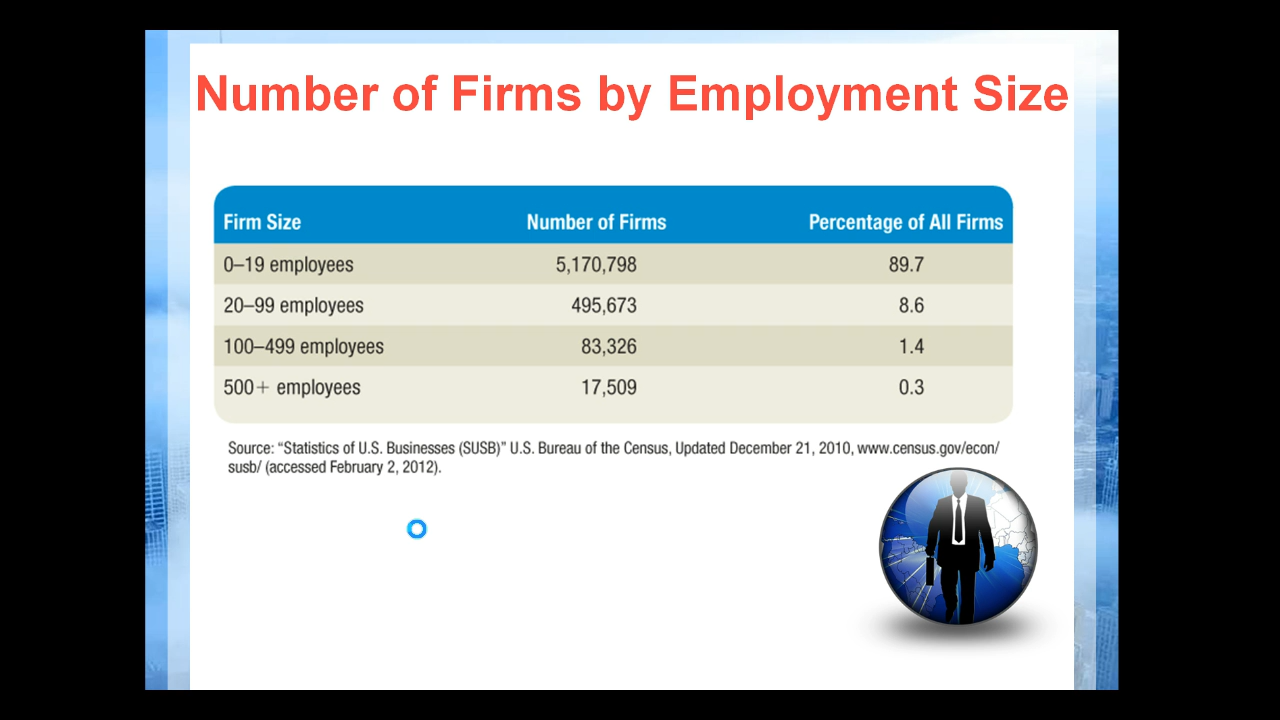 Number of Firms by Employment Size
Firm Size Number of Firms Percentage of All Firms
0–19 employees 5,170,798 89.7
20–99 employees 495,673 8.6
100–499 employees 83,326 1.4
500+ employees 17,509 0.3
Source: “Statistics of U.S. Businesses (SUSB)” U.S. Bureau of the Census, Updated December 21, 2010, www.census.gov/econ/
susb/ (accessed February 2, 2012).